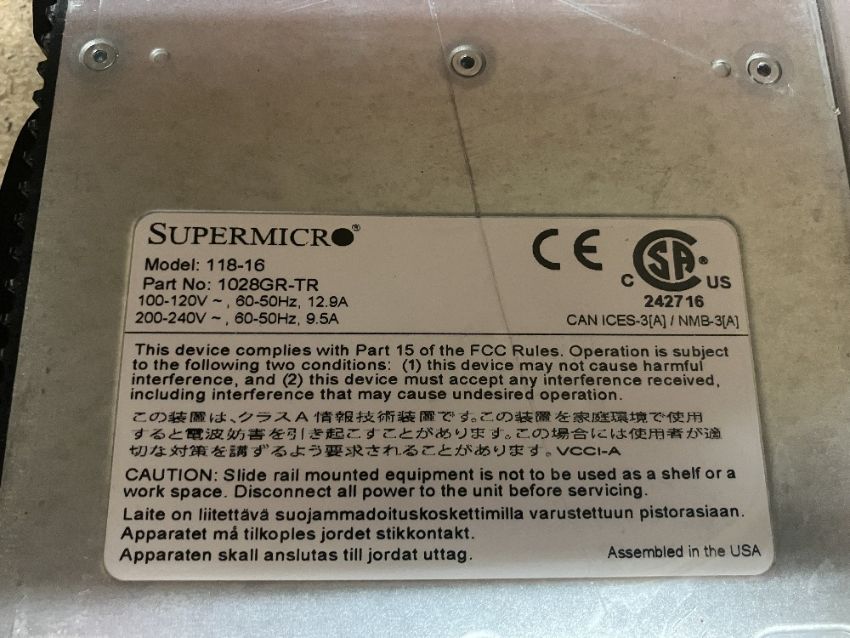 SUPERMICRO®
Model: 118-16
Part No: 1028GR-TR
100-120V ~ , 60-50Hz, 12.9A
200-240V ~ , 60-50Hz, 9.5A
CE
C SA® C US
242716
CAN ICES-3[A] / NMB-3[A]
This device complies with Part 15 of the FCC Rules. Operation is subject
to the following two conditions: (1) this device may not cause harmful
interference, and (2) this device must accept any interference received,
including interference that may cause undesired operation.
この装置は、クラスA情報技術装置です。この装置を家庭環境で使用
すると電波妨害を引き起こすことがあります。この場合には使用者が適
切な対策を講ずるよう要求されることがあります。VCCI-A
CAUTION: Slide rail mounted equipment is not to be used as a shelf or a
work space. Disconnect all power to the unit before servicing.
Laite on liitettävä suojammadoituskoskettimilla varustettuun pistorasiaan.
Apparatet må tilkoples jordet stikkontakt.
Apparaten skall anslutas till jordat uttag.
Assembled in the USA